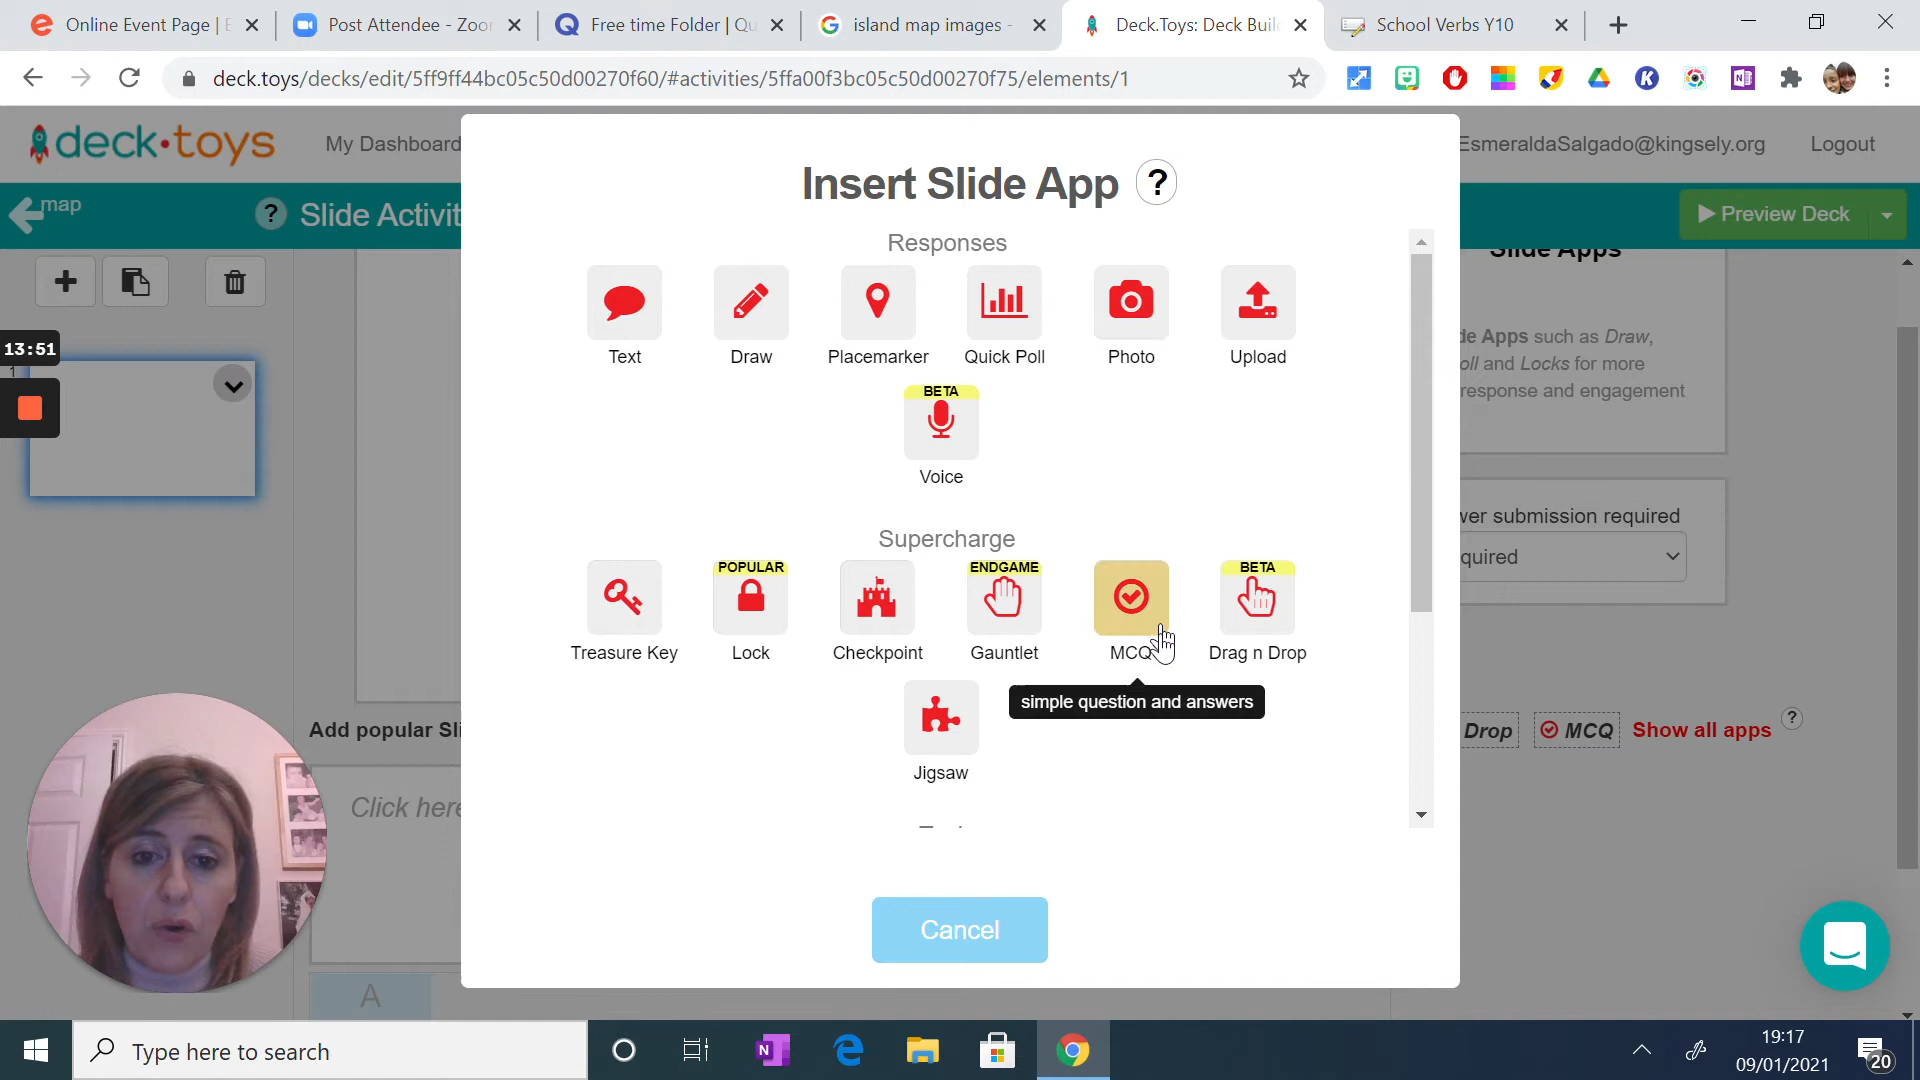 Online Event Page | E
Post Attendee - Zoor
Free time Folder | Qu
island map images -
Deck.Toys: Deck Buil
School Verbs Y10
deck.toys/decks/edit/5ff9ff44bc05c50d00270f60/#activities/5ffa00f3bc05c50d00270f75/elements/1
deck•toys
My Dashboard
EsmeraldaSalgado@kingsely.org
Logout
map
? Slide Activit
Preview Deck
Insert Slide App ?
Responses
Text
Draw
Placemarker
Quick Poll
Photo
Upload
BETA
Voice
Supercharge
Treasure Key
POPULAR
Lock
Checkpoint
ENDGAME
Gauntlet
MCQ
BETA
Drag n Drop
simple question and answers
Jigsaw
Cancel
13:51
1
Slide Apps
de Apps such as Draw,
oll and Locks for more
response and engagement
wer submission required
quired
Add popular Sli
Drop
MCQ
Show all apps ?
Click here
A
Type here to search
N
19:17
09/01/2021
20